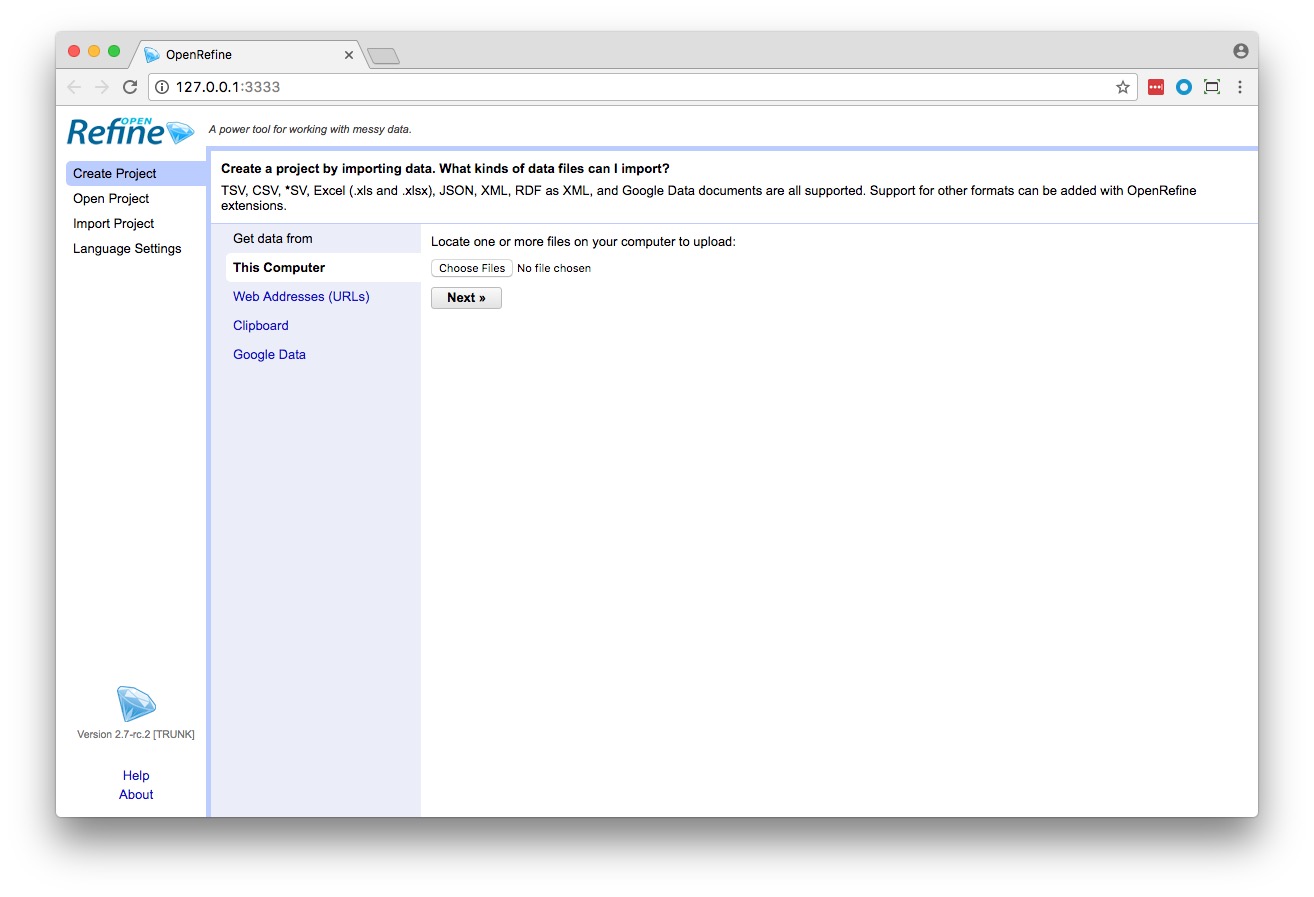 OpenRefine
127.0.0.1:3333
OPEN
Refine
A power tool for working with messy data.
Create Project
Open Project
Import Project
Language Settings
Create a project by importing data. What kinds of data files can I import?
TSV, CSV, *SV, Excel (.xls and .xlsx), JSON, XML, RDF as XML, and Google Data documents are all supported. Support for other formats can be added with OpenRefine
extensions.
Get data from
This Computer
Web Addresses (URLs)
Clipboard
Google Data
Locate one or more files on your computer to upload:
Choose Files No file chosen
Next »
Version 2.7-rc.2 [TRUNK]
Help
About